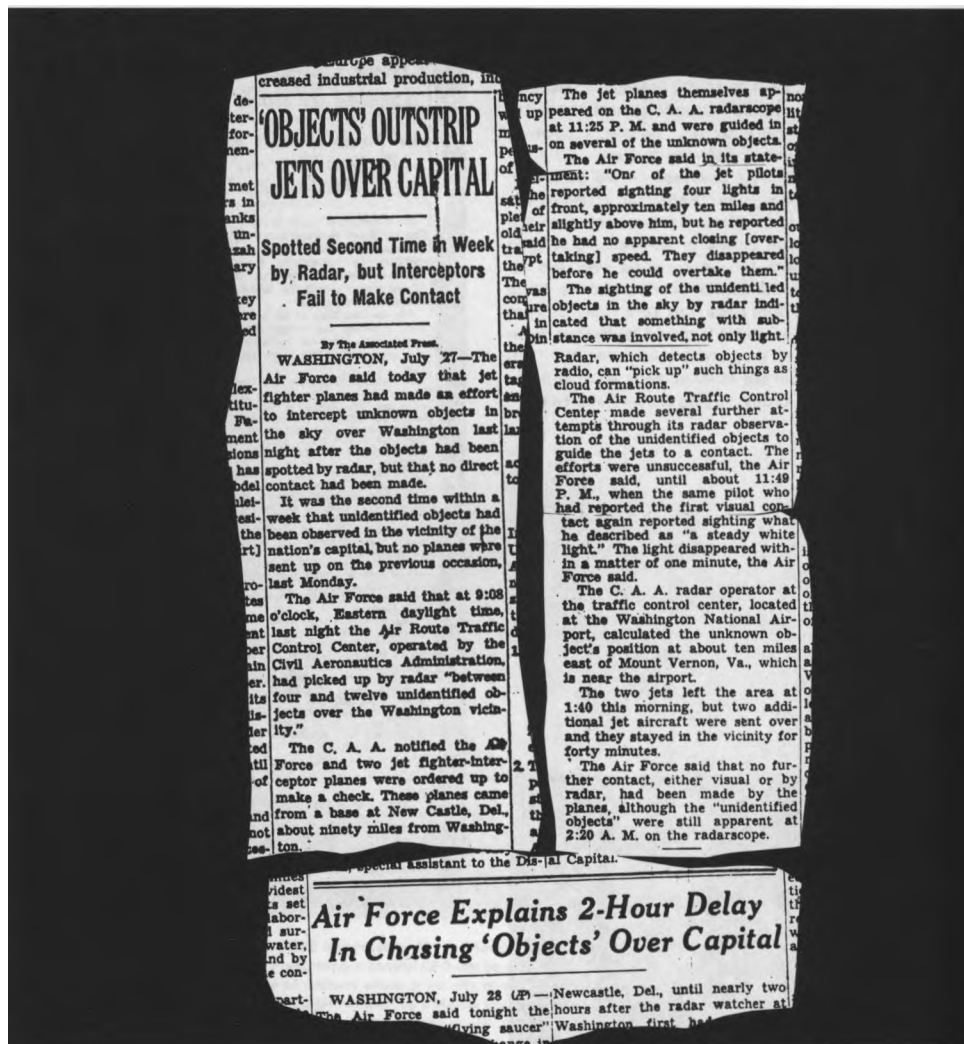 creased industrial production,
'OBJECTS' OUTSTRIP
JETS OVER CAPITAL
Spotted Second Time in Week
by Radar, but Interceptors
Fail to Make Contact
By The Associated Press.
WASHINGTON, July 27—The
Air Force said today that jet
fighter planes had made an effort
to intercept unknown objects in
the sky over Washington last
night after the objects had been
spotted by radar, but that no direct
contact had been made.
It was the second time within a
week that unidentified objects had
been observed in the vicinity of the
nation's capital, but no planes were
sent up on the previous occasion,
last Monday.
The Air Force said that at 9:08
o'clock, Eastern daylight time,
last night the Air Route Traffic
Control Center, operated by the
Civil Aeronautics Administration,
had picked up by radar "between
four and twelve unidentified ob-
jects over the Washington vicin-
ity."
The C. A. A. notified the Air
Force and two jet fighter-inter-
ceptor planes were ordered up to
make a check. These planes came
from a base at New Castle, Del.,
about ninety miles from Washing-
ton.
The jet planes themselves ap-
peared on the C. A. A. radarscope
at 11:25 P. M. and were guided in
on several of the unknown objects.
The Air Force said in its state-
ment: "One of the jet pilots
reported sighting four lights in
front, approximately ten miles and
slightly above him, but he reported
he had no apparent closing [over-
taking] speed. They disappeared
before he could overtake them."
The sighting of the unidentified
objects in the sky by radar indi-
cated that something with sub-
stance was involved, not only light.
Radar, which detects objects by
radio, can "pick up" such things as
cloud formations.
The Air Route Traffic Control
Center made several further at-
tempts through its radar observa-
tion of the unidentified objects to
guide the jets to a contact. The
efforts were unsuccessful, the Air
Force said, until about 11:49
P. M., when the same pilot who
had reported the first visual con-
tact again reported sighting what
he described as "a steady white
light." The light disappeared with-
in a matter of one minute, the Air
Force said.
The C. A. A. radar operator at
the traffic control center, located
at the Washington National Air-
port, calculated the unknown ob-
ject's position at about ten miles
east of Mount Vernon, Va., which
is near the airport.
The two jets left the area at
1:40 this morning, but two addi-
tional jet aircraft were sent over
and they stayed in the vicinity for
forty minutes.
The Air Force said that no fur-
ther contact, either visual or by
radar, had been made by the
planes, although the "unidentified
objects" were still apparent at
2:20 A. M. on the radarscope.
special assistant to the Dis- al Capital.
Air Force Explains 2-Hour Delay
In Chasing 'Objects' Over Capital
WASHINGTON, July 28 (UP)—
The Air Force said tonight the
"flying saucer"
Newcastle, Del., until nearly two
hours after the radar watcher at
Washington first had